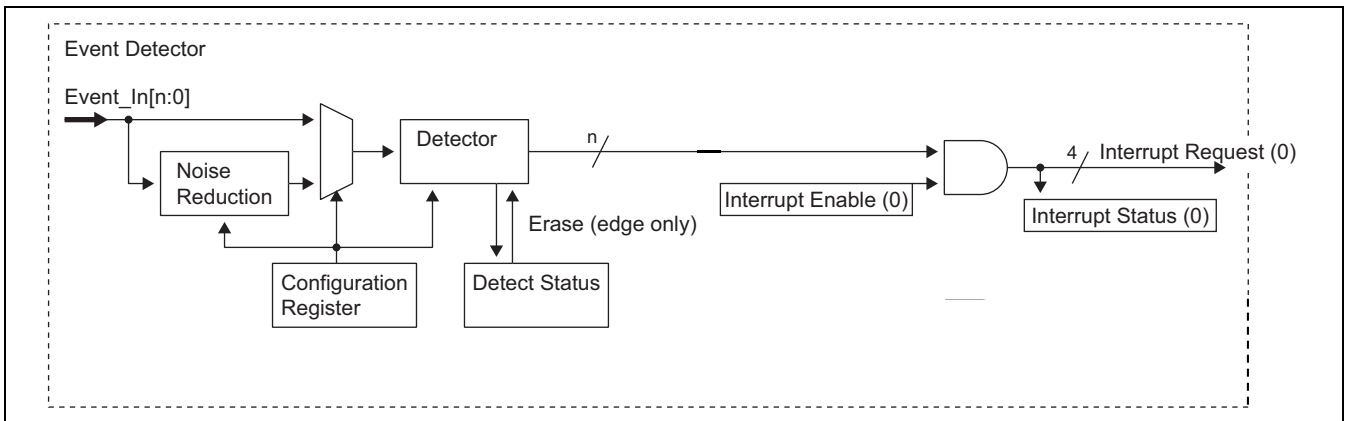 Event Detector
Event_In[n:0]
Noise
Reduction
Detector
n
Interrupt Enable (0)
4
Interrupt Request (0)
Interrupt Status (0)
Erase (edge only)
Configuration
Register
Detect Status